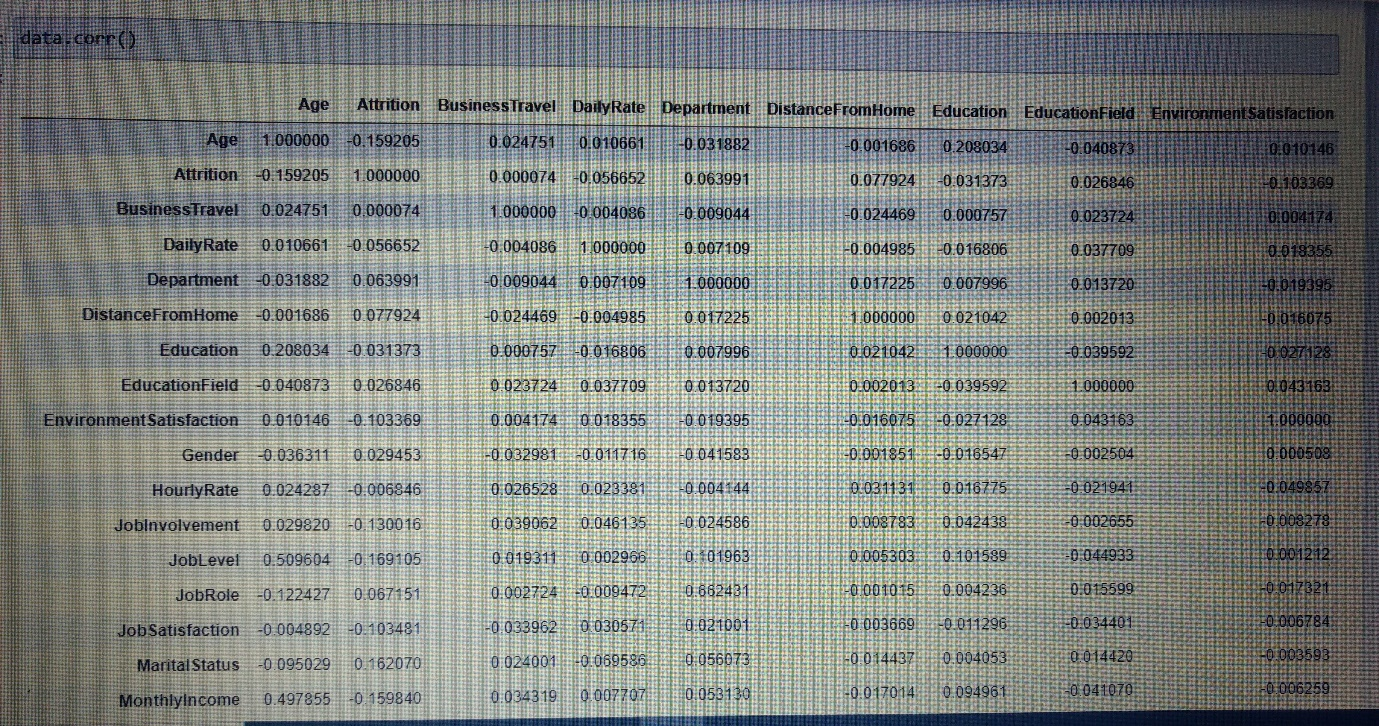 data.corr()
Age Attrition BusinessTravel DailyRate Department DistanceFromHome Education EducationField EnvironmentSatisfaction
Age 1.000000 -0.159205 0.024751 0.010661 -0.031882 -0.001686 0.208034 -0.040873 0.010146
Attrition -0.159205 1.000000 0.000074 -0.056652 0.063991 0.077924 -0.031373 0.026846 -0.103369
BusinessTravel 0.024751 0.000074 1.000000 -0.004086 -0.009044 -0.024469 0.000757 0.023724 0.004174
DailyRate 0.010661 -0.056652 -0.004086 1.000000 0.007109 -0.004985 -0.016806 0.037709 0.018355
Department -0.031882 0.063991 -0.009044 0.007109 1.000000 0.017225 0.007996 0.013720 -0.019395
DistanceFromHome -0.001686 0.077924 -0.024469 -0.004985 0.017225 1.000000 0.021042 0.002013 -0.016075
Education 0.208034 -0.031373 0.000757 -0.016806 0.007996 0.021042 1.000000 -0.039592 -0.027128
EducationField -0.040873 0.026846 0.023724 0.037709 0.013720 0.002013 -0.039592 1.000000 0.043163
EnvironmentSatisfaction 0.010146 -0.103369 0.004174 0.018355 -0.019395 -0.016075 -0.027128 0.043163 1.000000
Gender -0.036311 0.029453 -0.032981 -0.011716 -0.041583 -0.001851 -0.016547 -0.002504 0.000508
HourlyRate 0.024287 -0.006846 0.026528 0.023381 -0.004144 0.031131 0.016775 -0.021941 -0.049857
JobInvolvement 0.029820 -0.130016 0.039062 0.046135 -0.024586 0.008783 0.042438 -0.002655 -0.008278
JobLevel 0.509604 -0.169105 0.019311 0.002966 0.101963 0.005303 0.101589 -0.044933 0.001212
JobRole -0.122427 0.067151 0.002724 -0.009472 0.662431 -0.001015 0.004236 0.015599 -0.017321
JobSatisfaction -0.004892 -0.103481 -0.033962 0.030571 0.021001 -0.003669 -0.011296 -0.034401 -0.006784
MaritalStatus -0.095029 0.162070 0.024001 -0.069586 0.056073 -0.014437 0.004053 0.014420 -0.003593
MonthlyIncome 0.497855 -0.159840 0.034319 0.007707 0.053130 -0.017014 0.094961 -0.041070 -0.006259